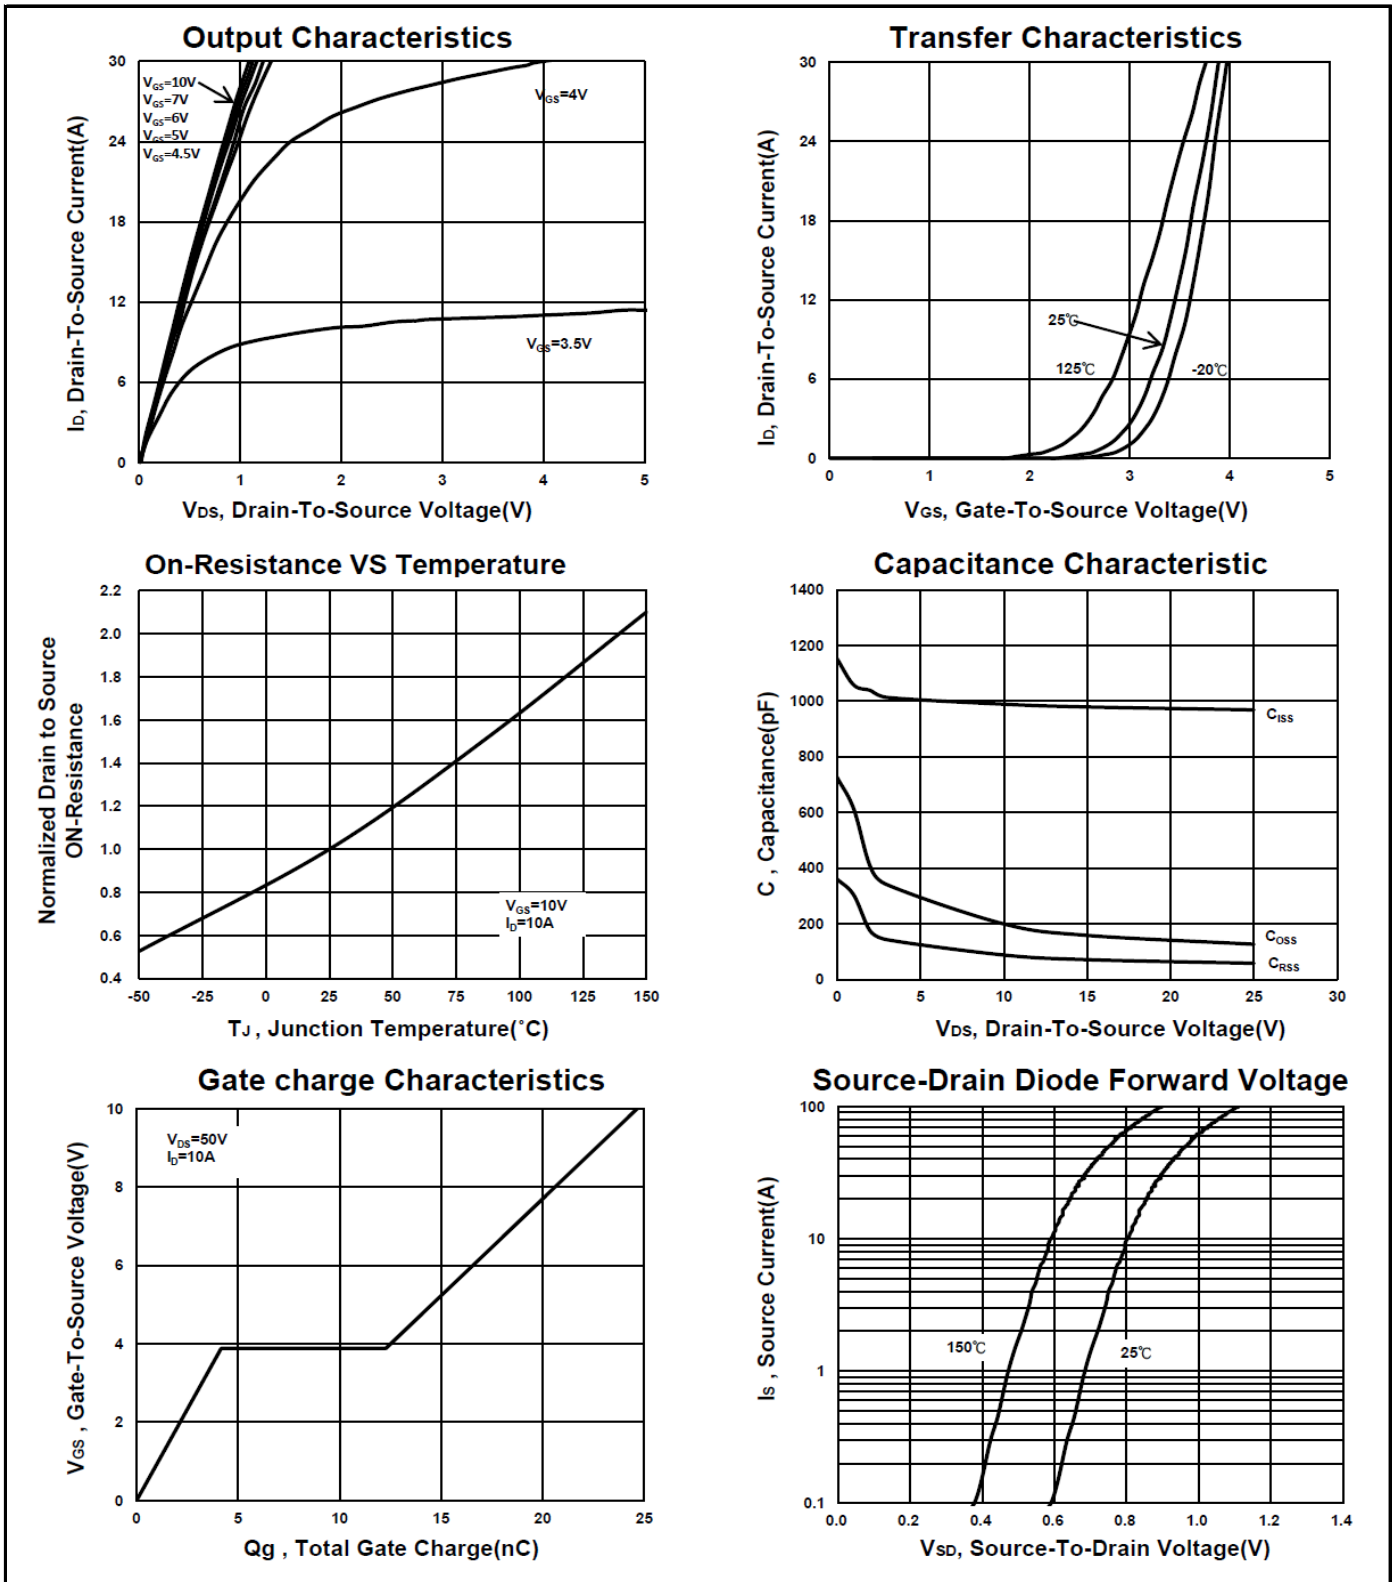 Output Characteristics
30
24
18
12
6
0
0 1 2 3 4 5
ID, Drain-To-Source Current(A)
VDS, Drain-To-Source Voltage(V)
VGS=10V
VGS=7V
VGS=6V
VGS=5V
VGS=4.5V
VGS=4V
VGS=3.5V
Transfer Characteristics
30
24
18
12
6
0
0 1 2 3 4 5
ID, Drain-To-Source Current(A)
VGS, Gate-To-Source Voltage(V)
25℃
125℃
-20℃
On-Resistance VS Temperature
2.2
2.0
1.8
1.6
1.4
1.2
1.0
0.8
0.6
0.4
-50 -25 0 25 50 75 100 125 150
Normalized Drain to Source
ON-Resistance
TJ , Junction Temperature(°C)
VGS=10V
ID=10A
Capacitance Characteristic
1400
1200
1000
800
600
400
200
0
0 5 10 15 20 25 30
C , Capacitance(pF)
VDS, Drain-To-Source Voltage(V)
CISS
COSS
CRSS
Gate charge Characteristics
10
8
6
4
2
0
0 5 10 15 20 25
VGS , Gate-To-Source Voltage(V)
Qg , Total Gate Charge(nC)
VDS=50V
ID=10A
Source-Drain Diode Forward Voltage
100
10
1
0.1
0.0 0.2 0.4 0.6 0.8 1.0 1.2 1.4
IS , Source Current(A)
VSD, Source-To-Drain Voltage(V)
150℃
25℃